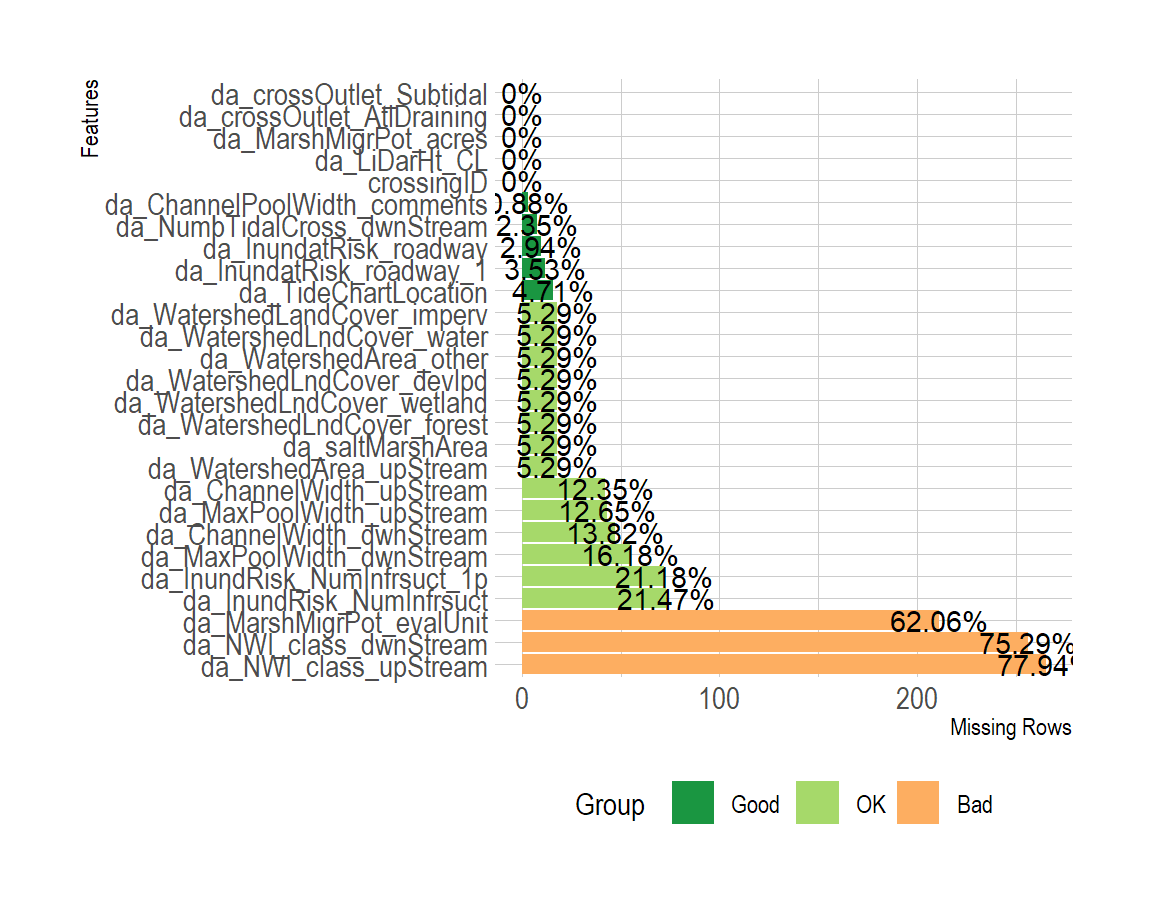 Features
da_crossOutlet_Subtidal 0%
da_crossOutlet_AtlDraining 0%
da_MarshMigrPot_acres 0%
da_LiDarHt_CL 0%
crossingID 0%
da_ChannelPoolWidth_comments 0.88%
da_NumbTidalCross_dwnStream 2.35%
da_InundatRisk_roadway 2.94%
da_InundatRisk_roadway_1 3.53%
da_TideChartLocation 4.71%
da_WatershedLandCover_imperv 5.29%
da_WatershedLndCover_water 5.29%
da_WatershedArea_other 5.29%
da_WatershedLndCover_devlpd 5.29%
da_WatershedLndCover_wetland 5.29%
da_WatershedLndCover_forest 5.29%
da_saltMarshArea 5.29%
da_WatershedArea_upStream 5.29%
da_ChannelWidth_upStream 12.35%
da_MaxPoolWidth_upStream 12.65%
da_ChannelWidth_dwnStream 13.82%
da_MaxPoolWidth_dwnStream 16.18%
da_InundRisk_NumInfrsuct_1p 21.18%
da_InundRisk_NumInfrsuct 21.47%
da_MarshMigrPot_evalUnit 62.06%
da_NWI_class_dwnStream 75.29%
da_NWI_class_upStream 77.94%
0 100 200
Missing Rows
Group Good OK Bad